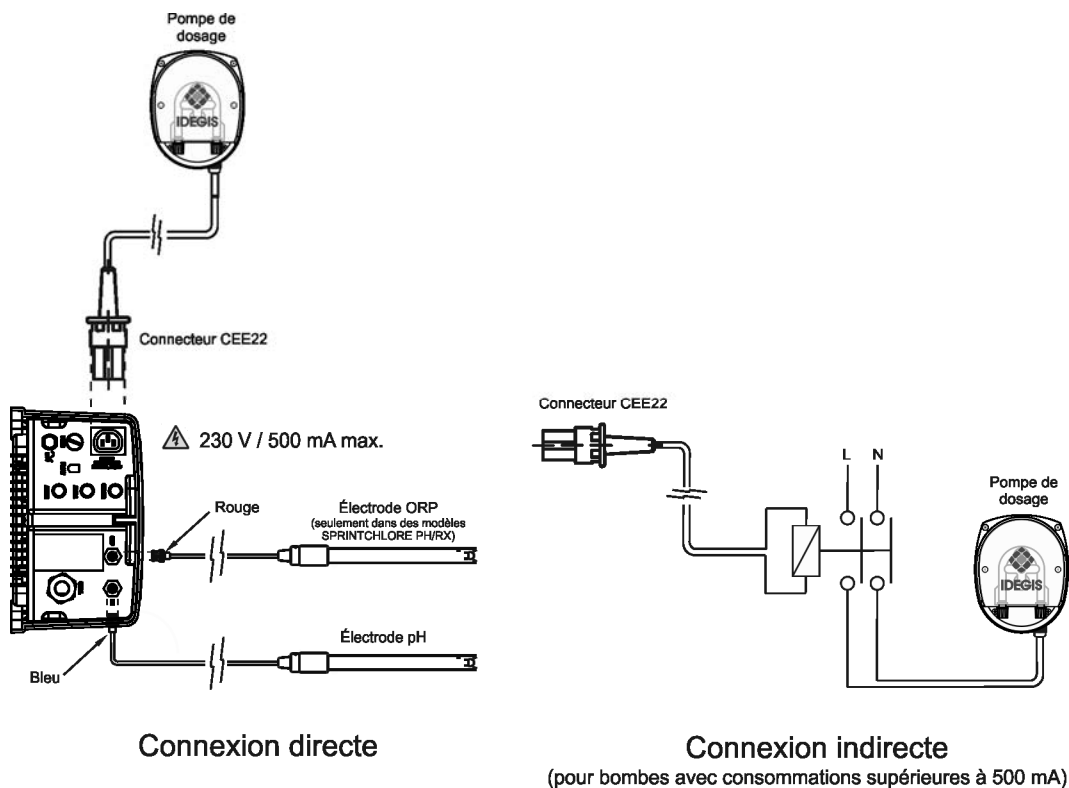 Pompe de
dosage
IDEGIS
Connecteur CEE22
230 V / 500 mA max.
Rouge
Électrode ORP
(seulement dans des modèles
SPRINTCHLORE PH/RX)
Électrode pH
Bleu
Connexion directe
Connecteur CEE22
L N
Pompe de
dosage
IDEGIS
Connexion indirecte
(pour bombes avec consommations supérieures à 500 mA)